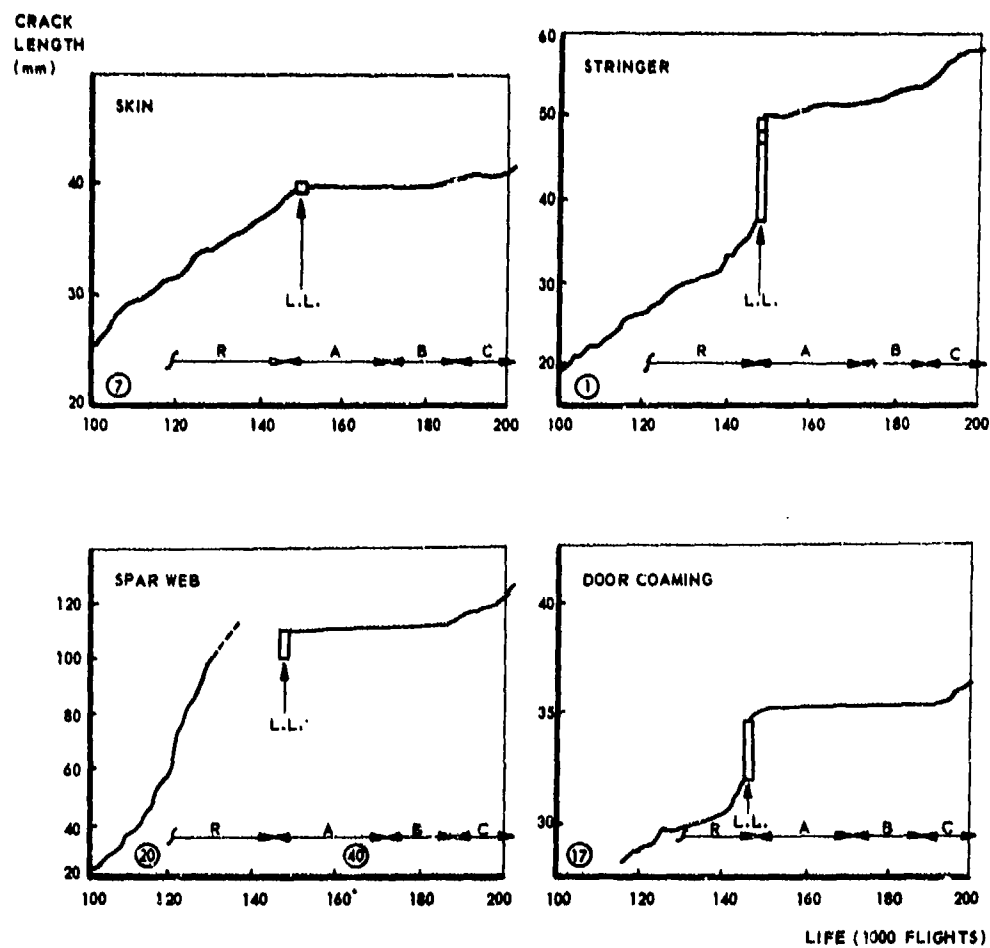 CRACK
LENGTH
(mm)
SKIN
40
30
20
L.L.
R A B C
7
100 120 140 160 180 200
STRINGER
60
50
40
30
20
L.L.
R A B C
1
100 120 140 160 180 200
SPAR WEB
120
100
80
60
40
20
L.L.
R A B C
20 40
100 120 140 160 180 200
DOOR COAMING
40
35
30
L.L.
R A B C
17
100 120 140 160 180 200
LIFE (1000 FLIGHTS)